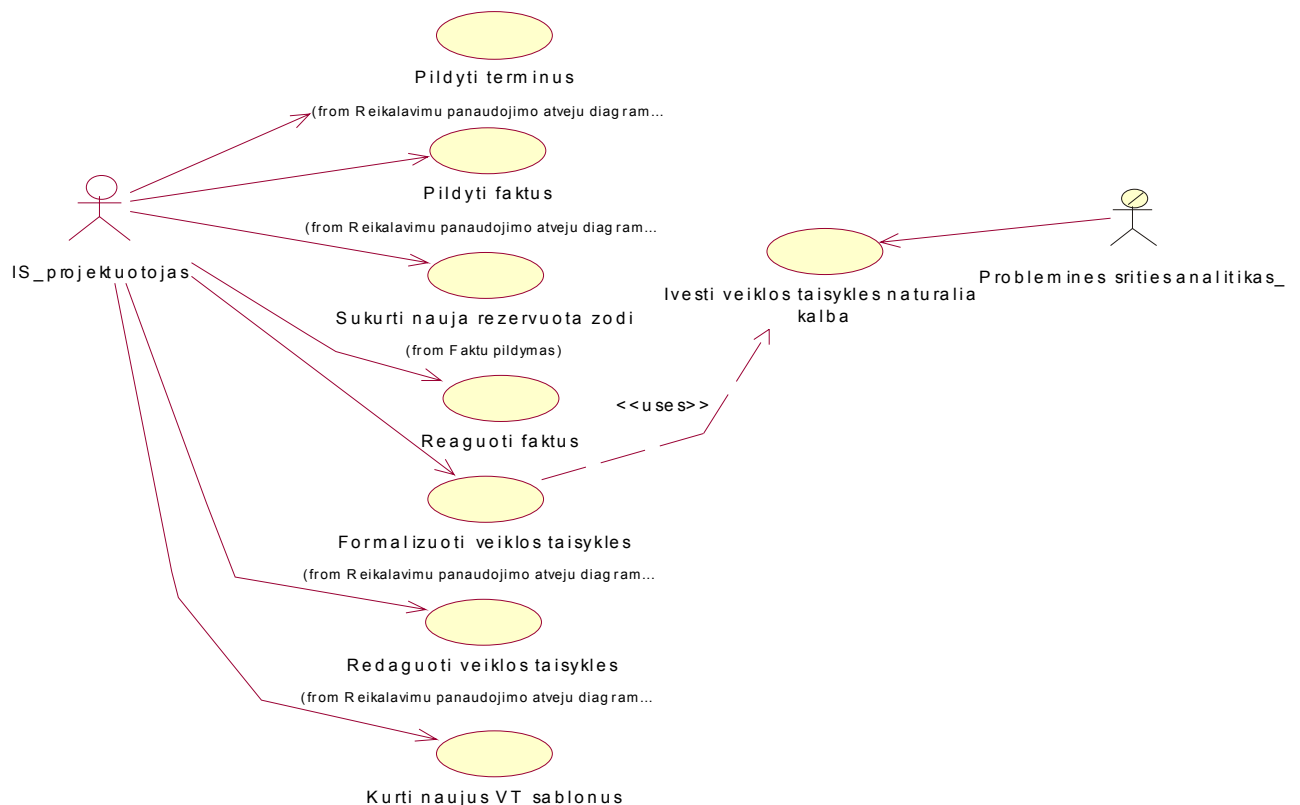 Pildyti terminus
(from Reikalavimu panaudojimo atveju diagram...
Pildyti faktus
(from Reikalavimu panaudojimo atveju diagram...
IS_projektuotojas
Problemines srities analitikas_
Ivesti veiklos taisykles naturalia
kalba
Sukurti nauja rezervuota zodi
(from Faktu pildymas)
<<uses>>
Reaguoti faktus
Formalizuoti veiklos taisykles
(from Reikalavimu panaudojimo atveju diagram...
Redaguoti veiklos taisykles
(from Reikalavimu panaudojimo atveju diagram...
Kurti naujus VT sablonus